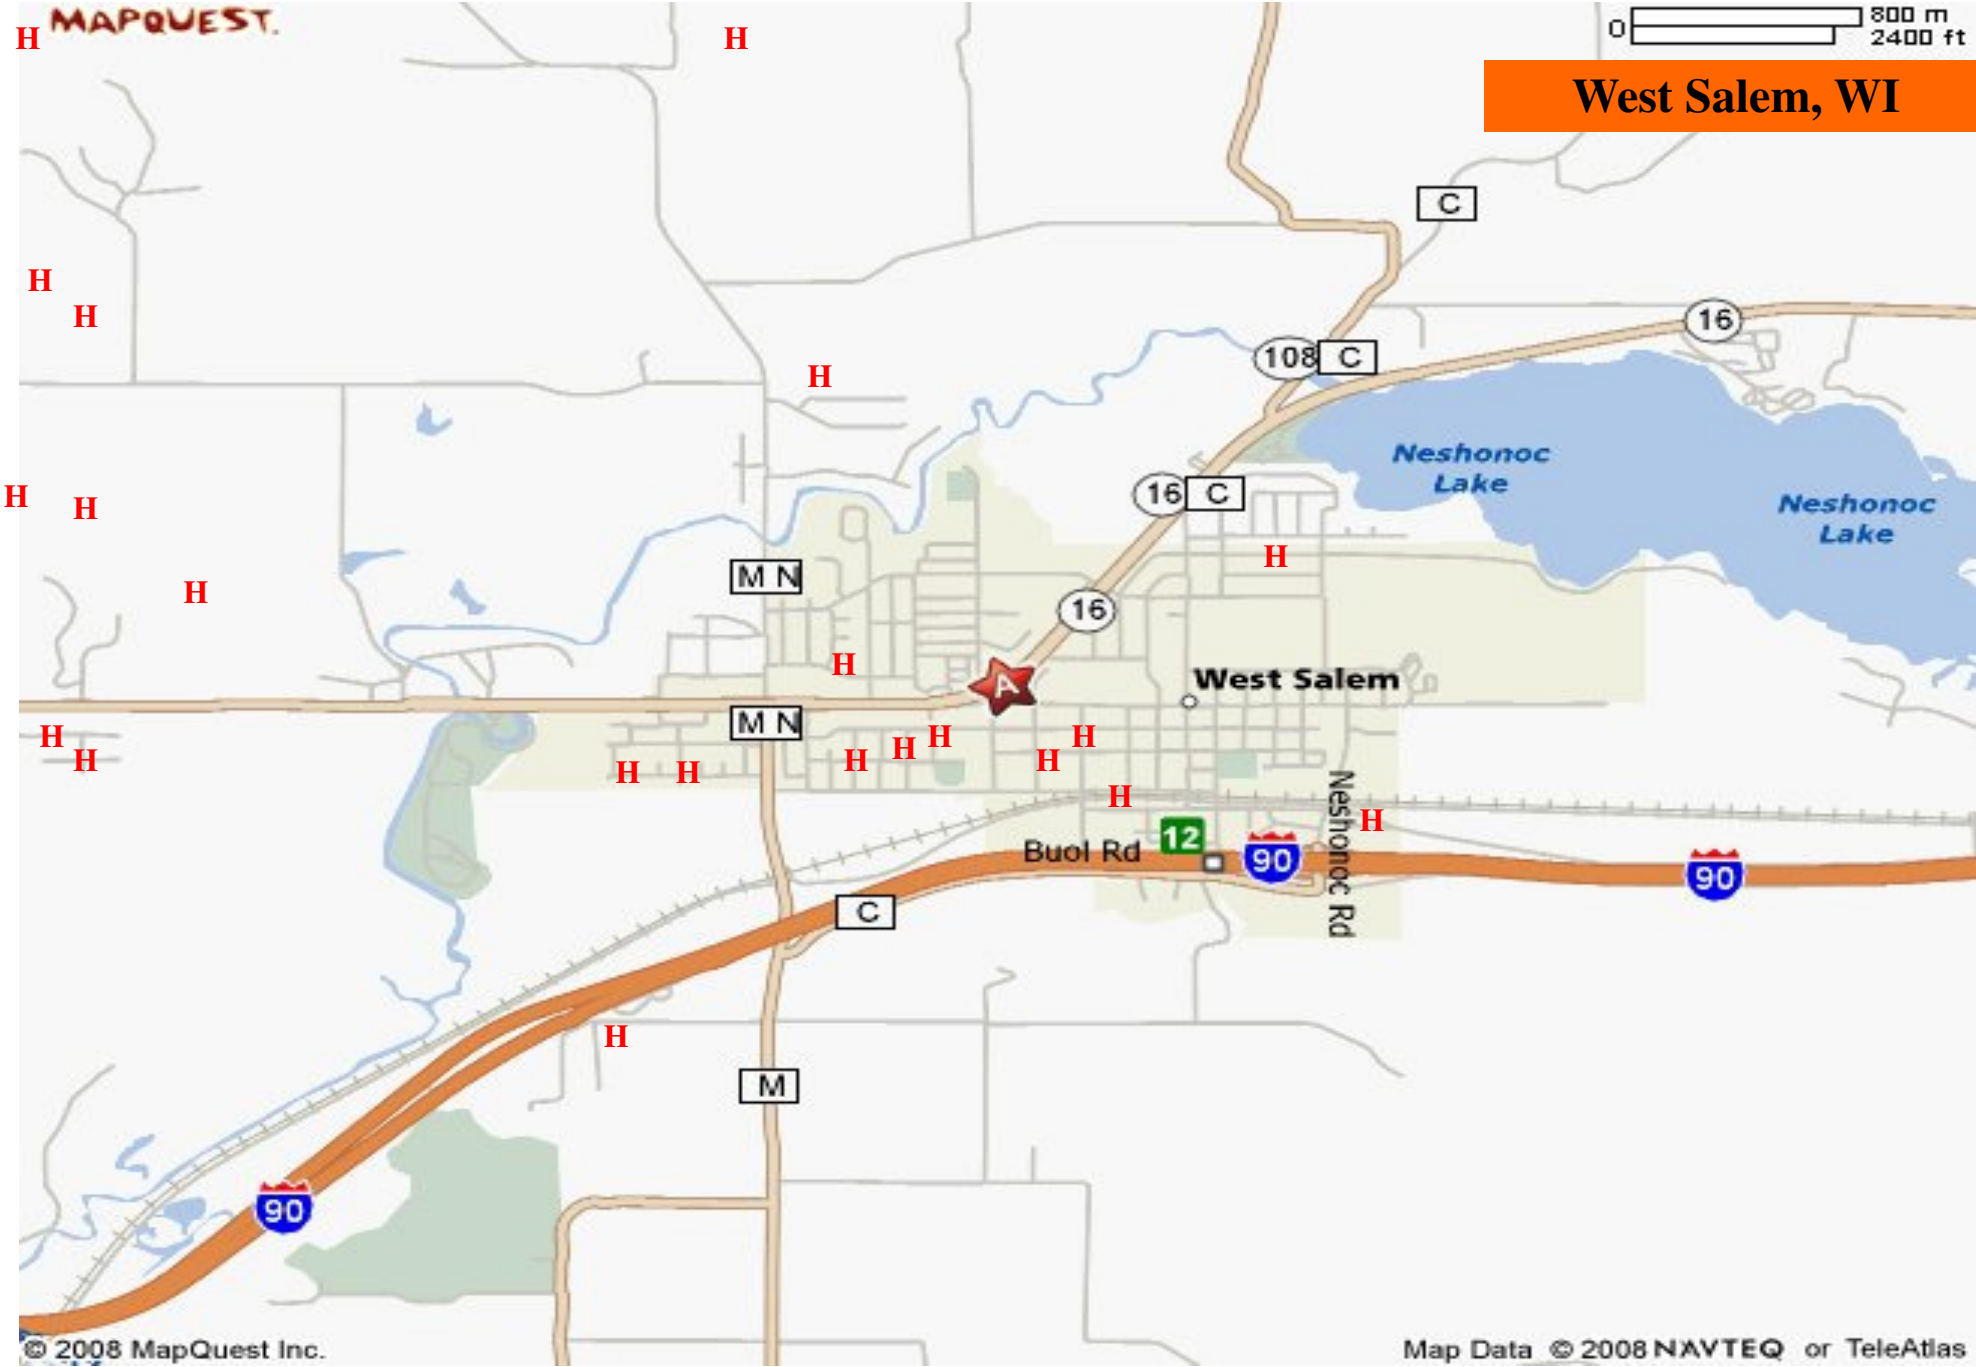 H MAPQUEST. H
0 800 m
2400 ft
West Salem, WI
C
H
H
16
108 C
H
Neshonoc
Lake
16 C
H
H
Neshonoc
Lake
H
M N
H
16
H
A
West Salem
M N
H
H
H
H
H
H
H
H
H
H
H
Neshonoc Rd
12
Buol Rd
90
90
C
H
M
90
© 2008 MapQuest Inc.
Map Data © 2008 NAVTEQ or TeleAtlas